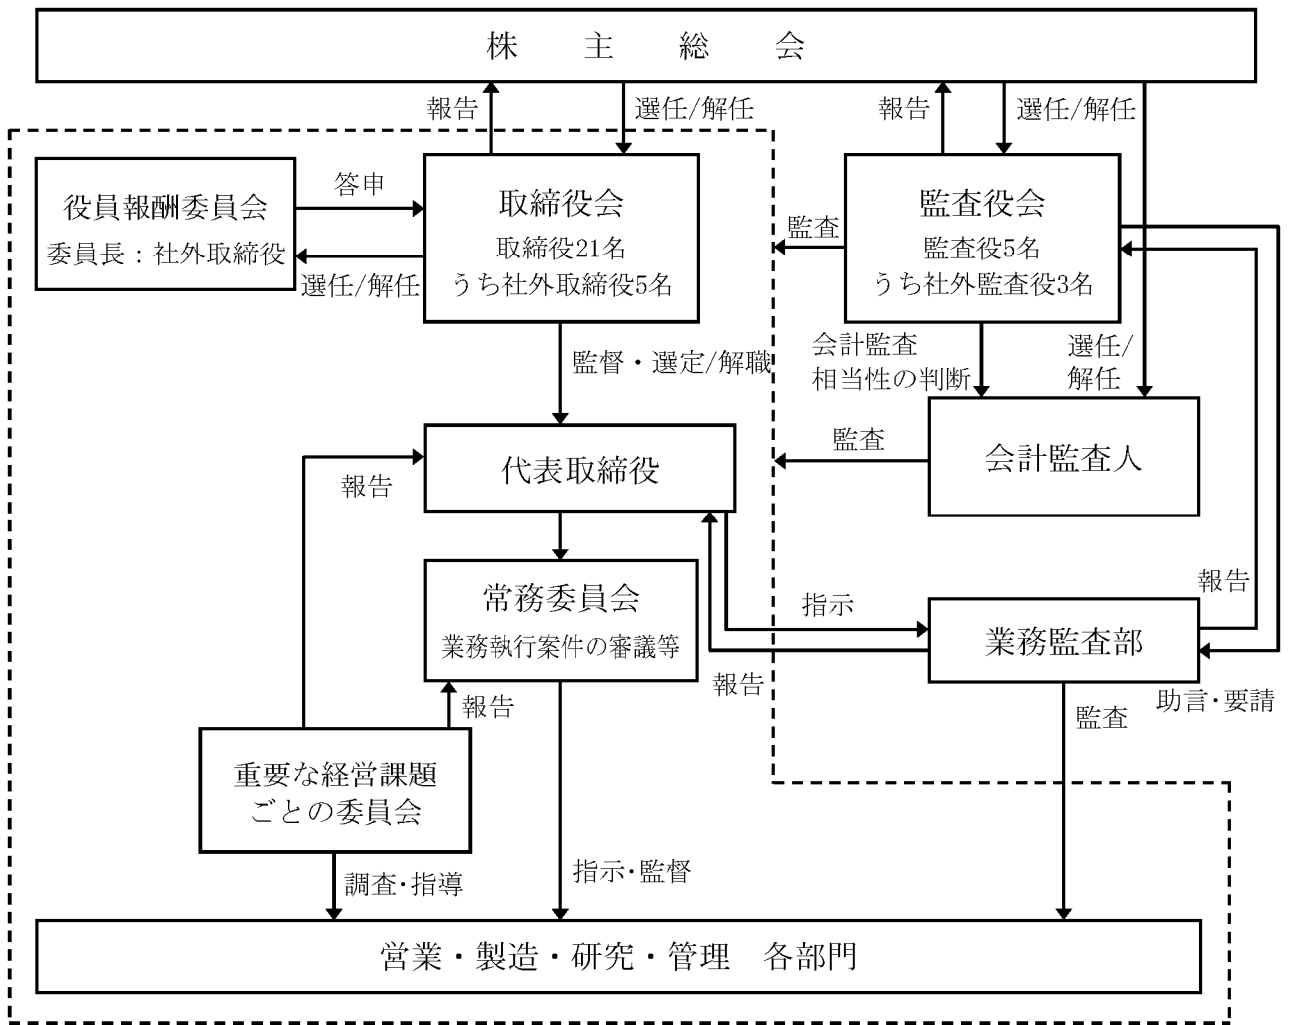 株主総会
報告
選任/解任
報告
選任/解任
役員報酬委員会
委員長：社外取締役
答申
選任/解任
取締役会
取締役21名
うち社外取締役5名
監査
監査役会
監査役5名
うち社外監査役3名
監督・選定/解職
会計監査
相当性の判断
選任/
解任
報告
代表取締役
監査
会計監査人
常務委員会
業務執行案件の審議等
指示
報告
業務監査部
報告
助言・要請
報告
監査
重要な経営課題
ごとの委員会
調査・指導
指示・監督
営業・製造・研究・管理　各部門